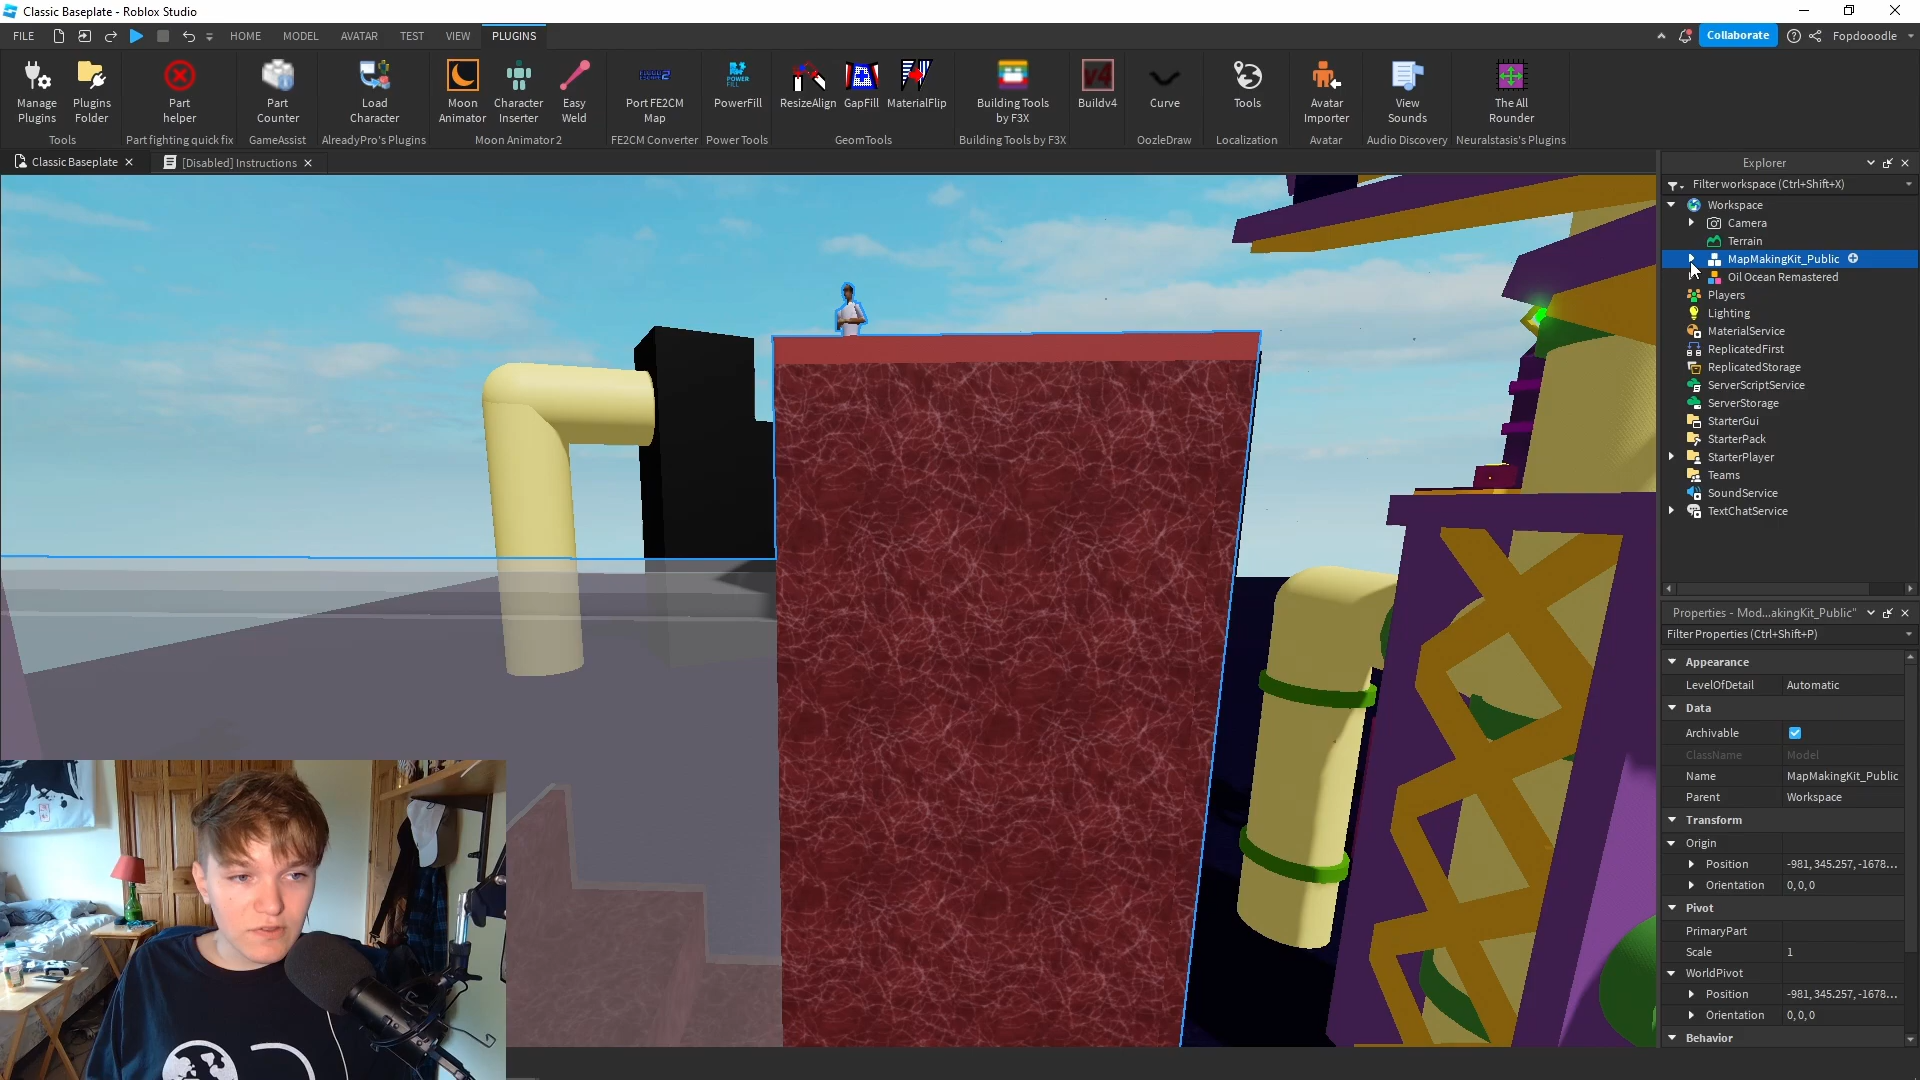 Classic Baseplate - Roblox Studio
FILE HOME MODEL AVATAR TEST VIEW PLUGINS Collaborate Fopdooodle
Manage Plugins
Plugins Folder
Part helper
Part Counter
Load Character
Moon Animator
Character Inserter
Easy Weld
Port FE2CM Map
PowerFill
ResizeAlign GapFill MaterialFlip
Building Tools by F3X
Buildv4
Curve
Tools
Avatar Importer
View Sounds
The All Rounder
Tools Part fighting quick fix GameAssist AlreadyPro's Plugins Moon Animator 2 FE2CM Converter Power Tools GeomTools Building Tools by F3X OozleDraw Localization Avatar Audio Discovery Neuralstasis's Plugins
Classic Baseplate [Disabled] Instructions
Explorer
Filter workspace (Ctrl+Shift+X)
Workspace
Camera
Terrain
MapMakingKit_Public
Oil Ocean Remastered
Players
Lighting
MaterialService
ReplicatedFirst
ReplicatedStorage
ServerScriptService
ServerStorage
StarterGui
StarterPack
StarterPlayer
Teams
SoundService
TextChatService
Properties - Mod...akingKit_Public"
Filter Properties (Ctrl+Shift+P)
Appearance
LevelOfDetail Automatic
Data
Archivable
ClassName Model
Name MapMakingKit_Public
Parent Workspace
Transform
Origin
Position -981, 345.257, -1678...
Orientation 0, 0, 0
Pivot
PrimaryPart
Scale 1
WorldPivot
Position -981, 345.257, -1678...
Orientation 0, 0, 0
Behavior